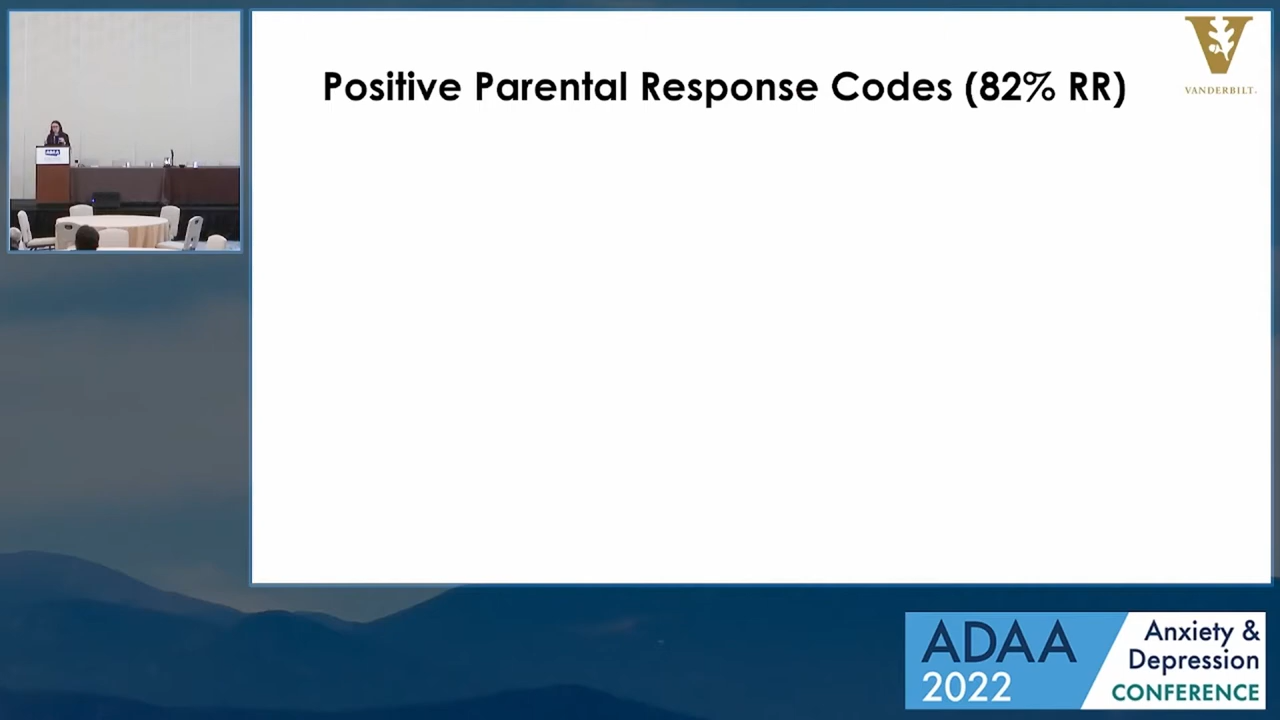 Positive Parental Response Codes (82% RR)
VANDERBILT
ADAA
2022
Anxiety &
Depression
CONFERENCE